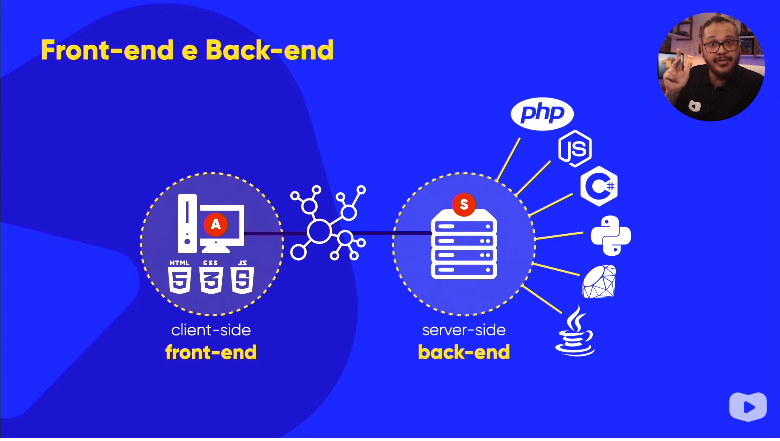 Front-end e Back-end
php
JS
C#
A
S
HTML CSS JS
5 3 5
client-side
front-end
server-side
back-end